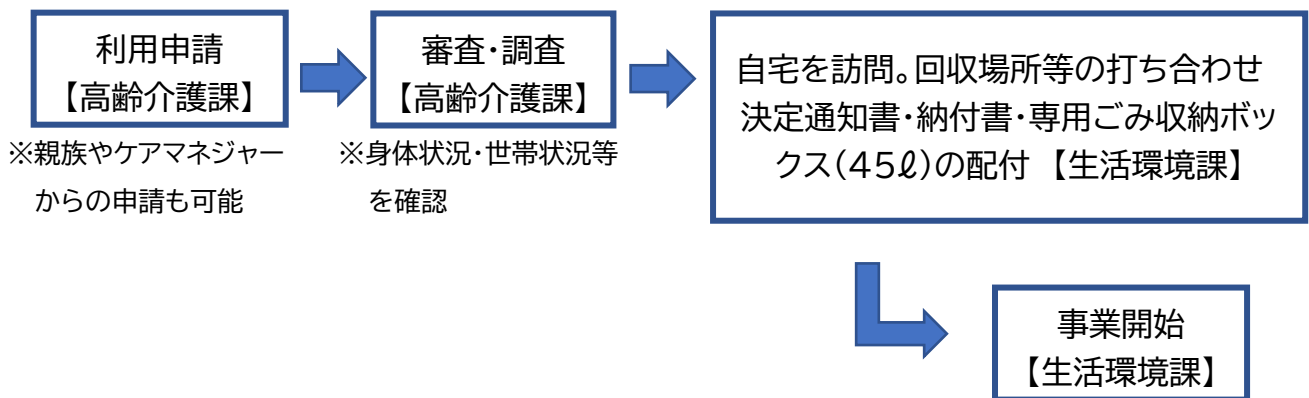 利用申請
【高齢介護課】
※親族やケアマネジャー
からの申請も可能
審査・調査
【高齢介護課】
※身体状況・世帯状況等
を確認
自宅を訪問。回収場所等の打ち合わせ
決定通知書・納付書・専用ごみ収納ボッ
クス(45ℓ)の配付 【生活環境課】
事業開始
【生活環境課】